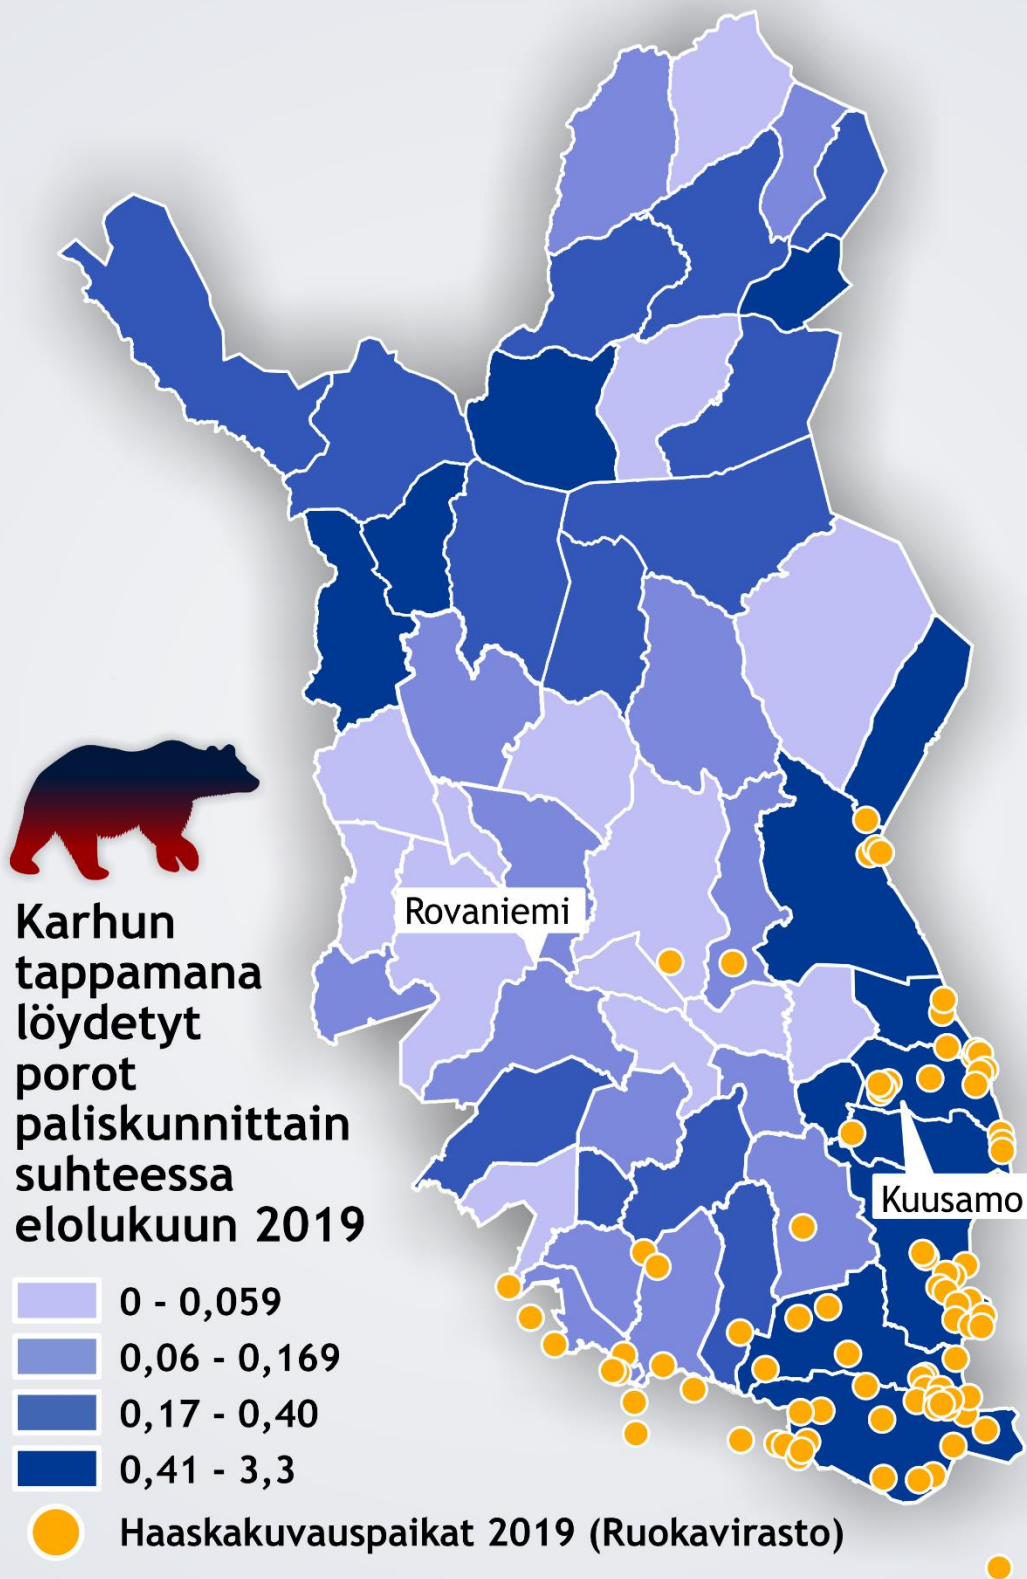 Rovaniemi
Karhun
tappamana
löydetyt
porot
paliskunnittain
suhteessa
elolukuun 2019
Kuusamo
0 - 0,059
0,06 - 0,169
0,17 - 0,40
0,41 - 3,3
Haaskakuvauspaikat 2019 (Ruokavirasto)